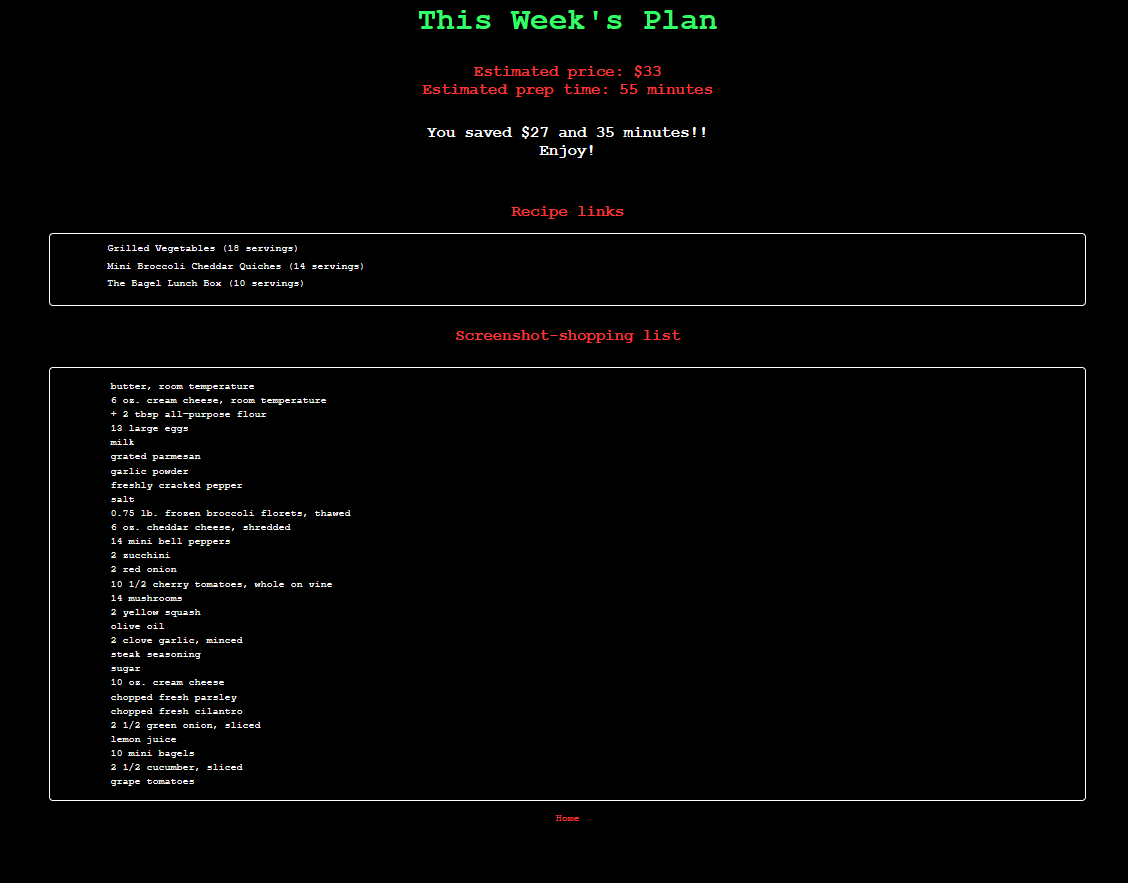 This Week's Plan
Estimated price: $33
Estimated prep time: 55 minutes
You saved $27 and 35 minutes!!
Enjoy!
Recipe links
Grilled Vegetables (18 servings)
Mini Broccoli Cheddar Quiches (14 servings)
The Bagel Lunch Box (10 servings)
Screenshot-shopping list
butter, room temperature
6 oz. cream cheese, room temperature
+ 2 tbsp all-purpose flour
13 large eggs
milk
grated parmesan
garlic powder
freshly cracked pepper
salt
0.75 lb. frozen broccoli florets, thawed
6 oz. cheddar cheese, shredded
14 mini bell peppers
2 zucchini
2 red onion
10 1/2 cherry tomatoes, whole on vine
14 mushrooms
2 yellow squash
olive oil
2 clove garlic, minced
steak seasoning
sugar
10 oz. cream cheese
chopped fresh parsley
chopped fresh cilantro
2 1/2 green onion, sliced
lemon juice
10 mini bagels
2 1/2 cucumber, sliced
grape tomatoes
Home